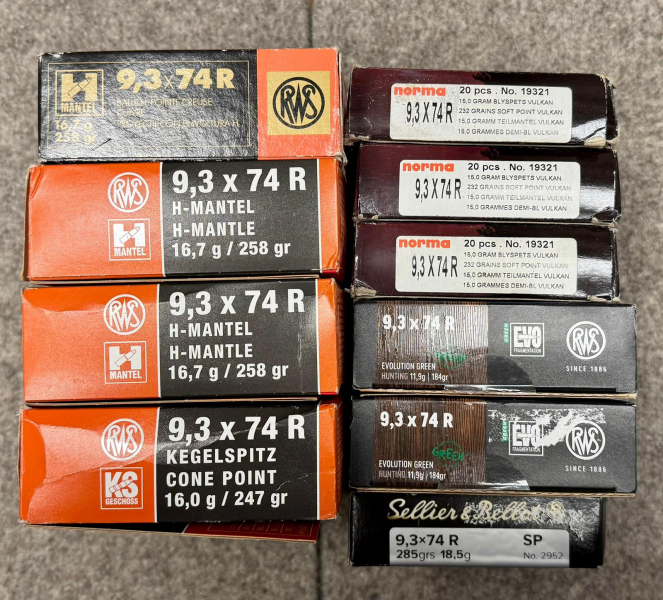 H
MANTEL
9,3x74R
RWS
9,3 x 74 R
RWS
H-MANTEL
H-MANTLE
H
MANTEL
16,7 g / 258 gr
9,3 x 74 R
RWS
H-MANTEL
H-MANTLE
H
MANTEL
16,7 g / 258 gr
9,3 x 74 R
RWS
KEGELSPITZ
CONE POINT
KS
GESCHOSS
16,0 g / 247 gr
norma
20 pcs . No. 19321
9,3 X 74 R
15,0 GRAM BLYSPETS VULKAN
232 GRAINS SOFT POINT VULKAN
15,0 GRAMM TEILMANTEL VULKAN
15,0 GRAMMES DEMI-BL VULKAN
norma
20 pcs . No. 19321
9,3 X 74 R
15,0 GRAM BLYSPETS VULKAN
232 GRAINS SOFT POINT VULKAN
15,0 GRAMM TEILMANTEL VULKAN
15,0 GRAMMES DEMI-BL VULKAN
norma
20 pcs . No. 19321
9,3 X 74 R
15,0 GRAM BLYSPETS VULKAN
232 GRAINS SOFT POINT VULKAN
15,0 GRAMM TEILMANTEL VULKAN
15,0 GRAMMES DEMI-BL VULKAN
9,3 x 74 R
GREEN
EVO
FRAGMENTATION
RWS
EVOLUTION GREEN
HUNTING 11,9g | 184gr
SINCE 1886
9,3 x 74 R
GREEN
EVO
FRAGMENTATION
RWS
EVOLUTION GREEN
HUNTING 11,9g | 184gr
SINCE 1886
Sellier & Bellot
9,3×74 R
SP
285grs 18,5g
No. 2952